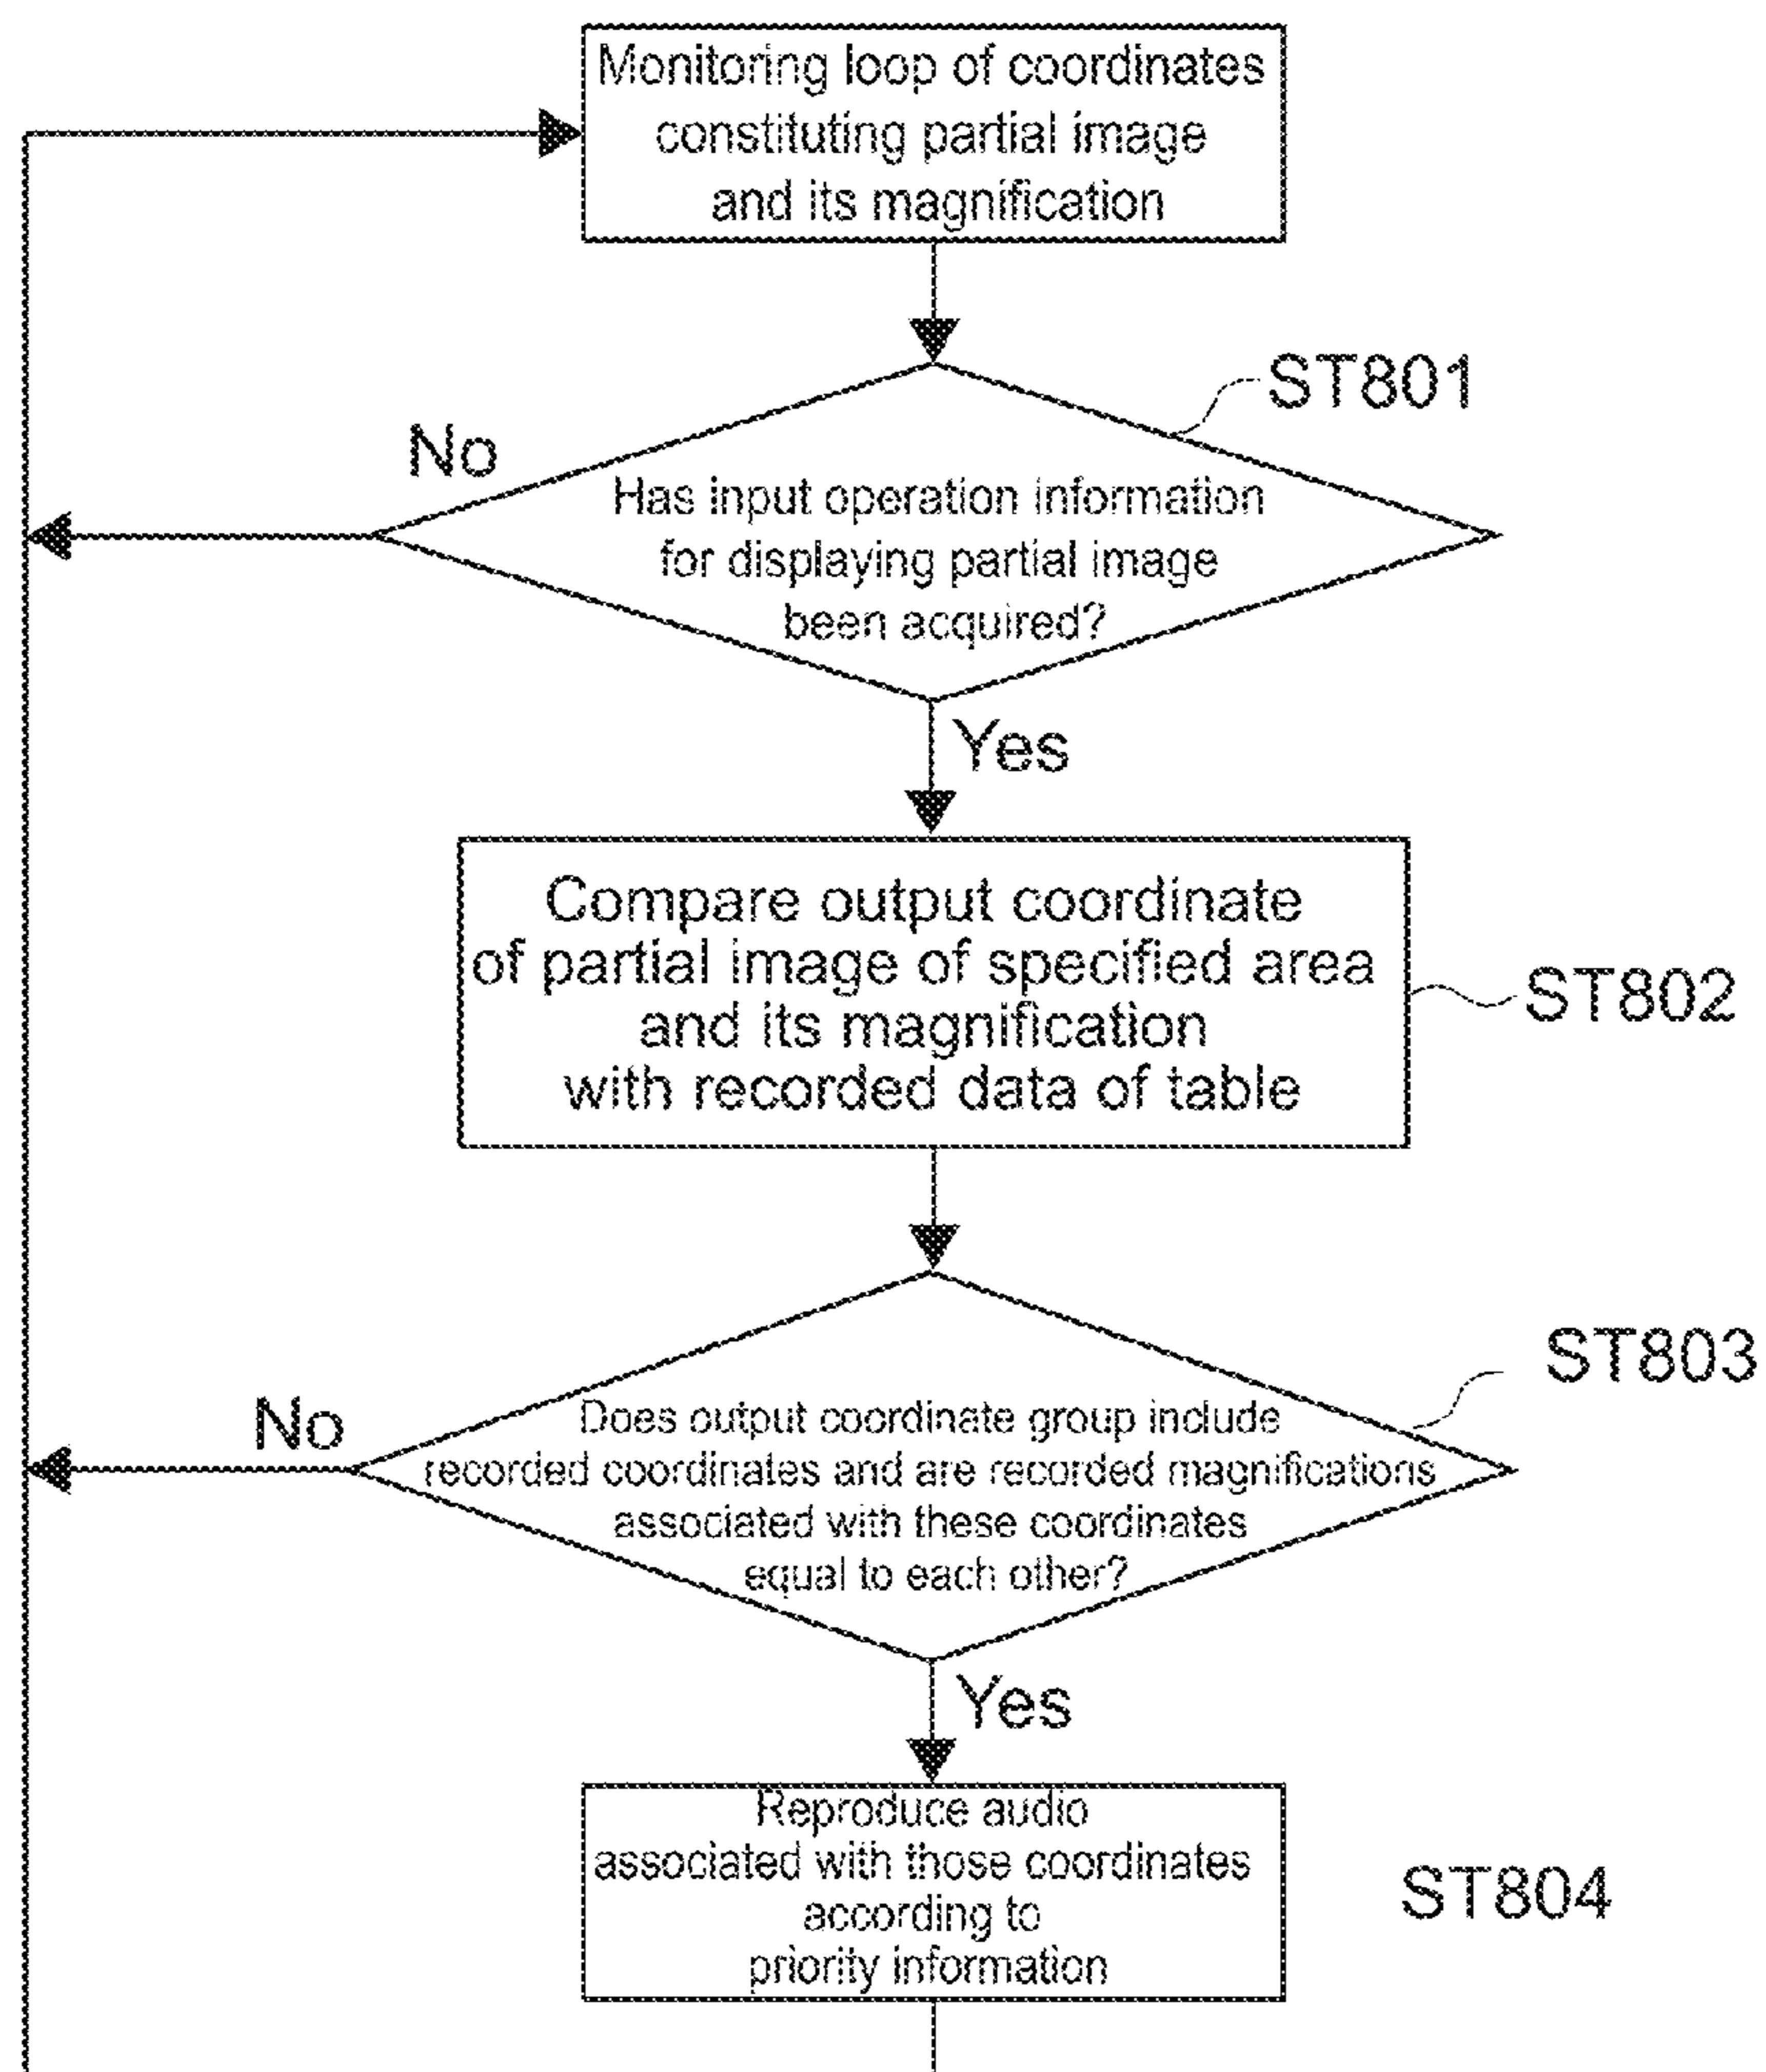 Monitoring loop of coordinates
constituting partial image
and its magnification
ST801
No
Has input operation information
for displaying partial image
been acquired?
Yes
Compare output coordinate
of partial image of specified area
and its magnification
with recorded data of table
ST802
ST803
No
Does output coordinate group include
recorded coordinates and are recorded magnifications
associated with these coordinates
equal to each other?
Yes
Reproduce audio
associated with those coordinates
according to
priority information
ST804